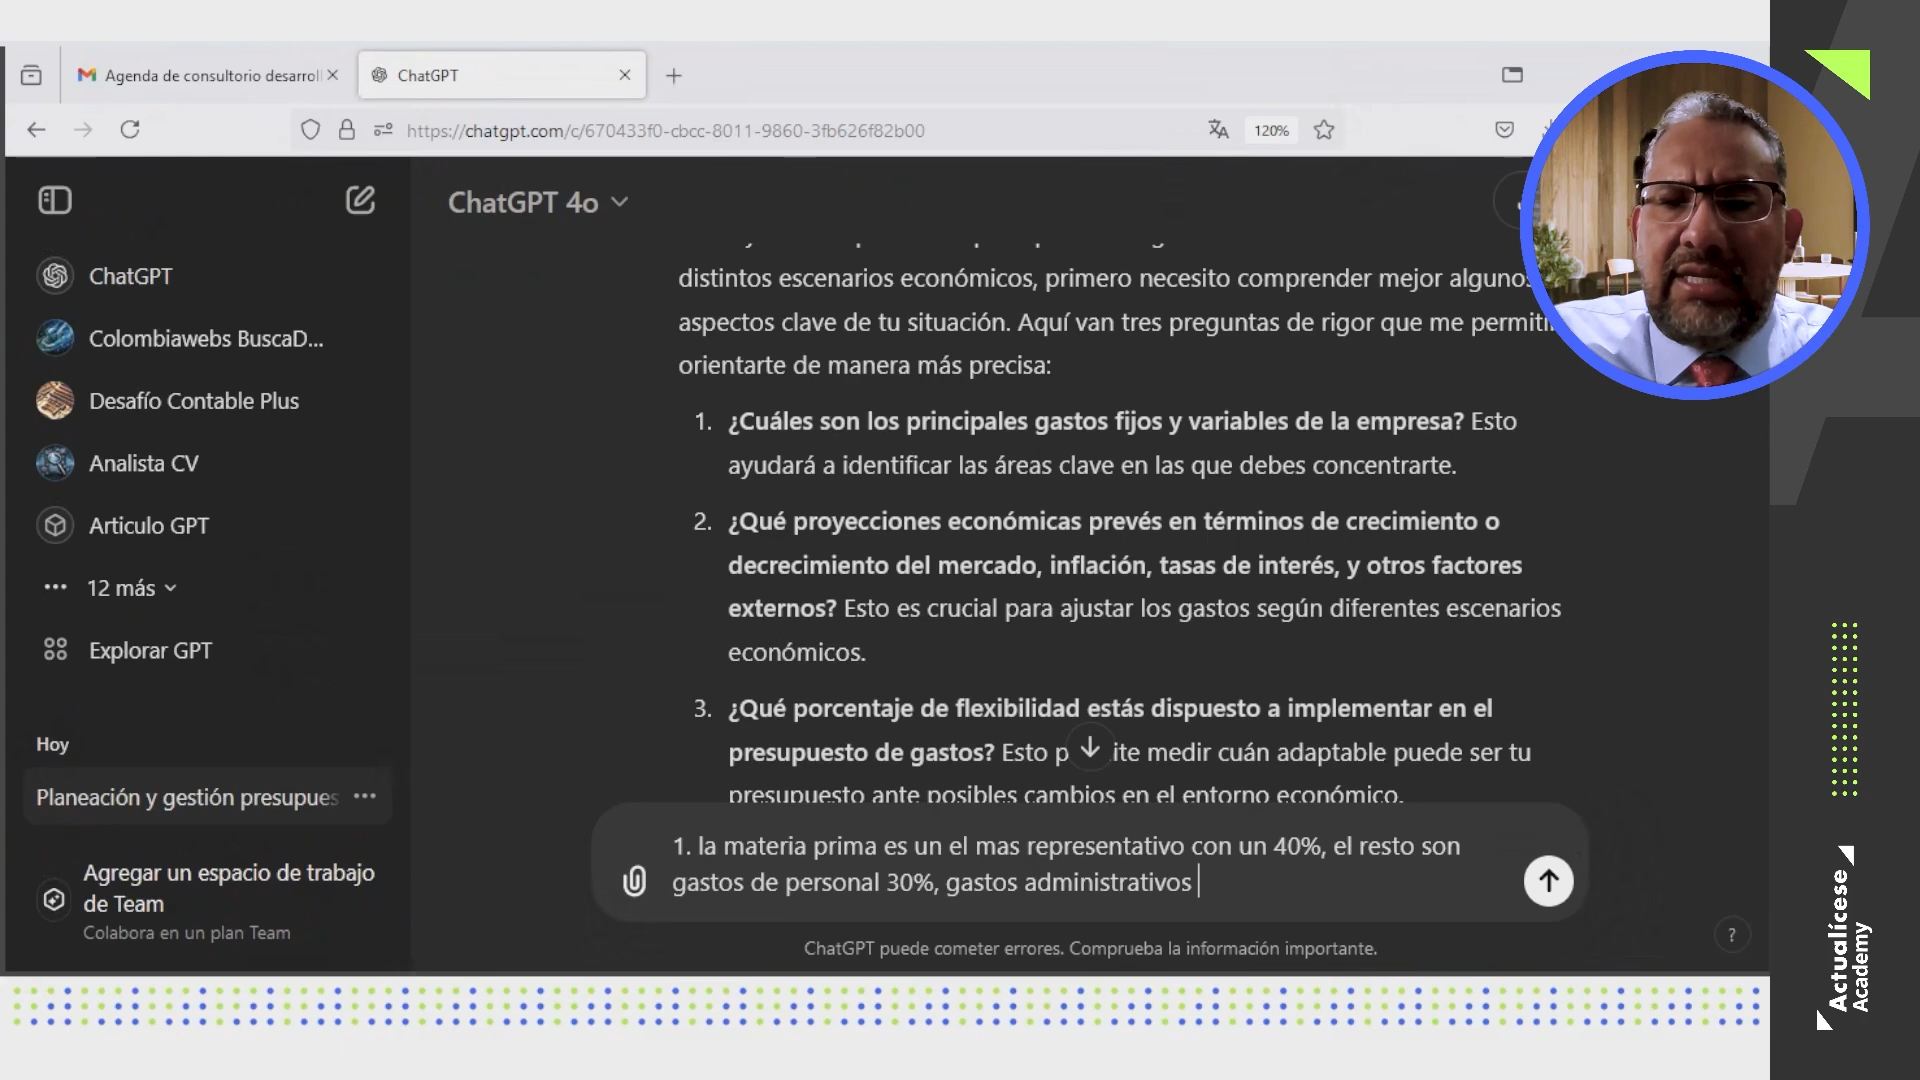 Agenda de consultorio desarroll
ChatGPT
https://chatgpt.com/c/670433f0-cbcc-8011-9860-3fb626f82b00
120%
ChatGPT
Colombiawebs BuscaD...
Desafío Contable Plus
Analista CV
Articulo GPT
12 más
Explorar GPT
Hoy
Planeación y gestión presupues
Agregar un espacio de trabajo
de Team
Colabora en un plan Team
ChatGPT 4o
distintos escenarios económicos, primero necesito comprender mejor algunos
aspectos clave de tu situación. Aquí van tres preguntas de rigor que me permiti
orientarte de manera más precisa:
1. ¿Cuáles son los principales gastos fijos y variables de la empresa? Esto
ayudará a identificar las áreas clave en las que debes concentrarte.
2. ¿Qué proyecciones económicas prevés en términos de crecimiento o
decrecimiento del mercado, inflación, tasas de interés, y otros factores
externos? Esto es crucial para ajustar los gastos según diferentes escenarios
económicos.
3. ¿Qué porcentaje de flexibilidad estás dispuesto a implementar en el
presupuesto de gastos? Esto p ite medir cuán adaptable puede ser tu
presupuesto ante posibles cambios en el entorno económico.
1. la materia prima es un el mas representativo con un 40%, el resto son
gastos de personal 30%, gastos administrativos
ChatGPT puede cometer errores. Comprueba la información importante.
?
Actualícese
Academy